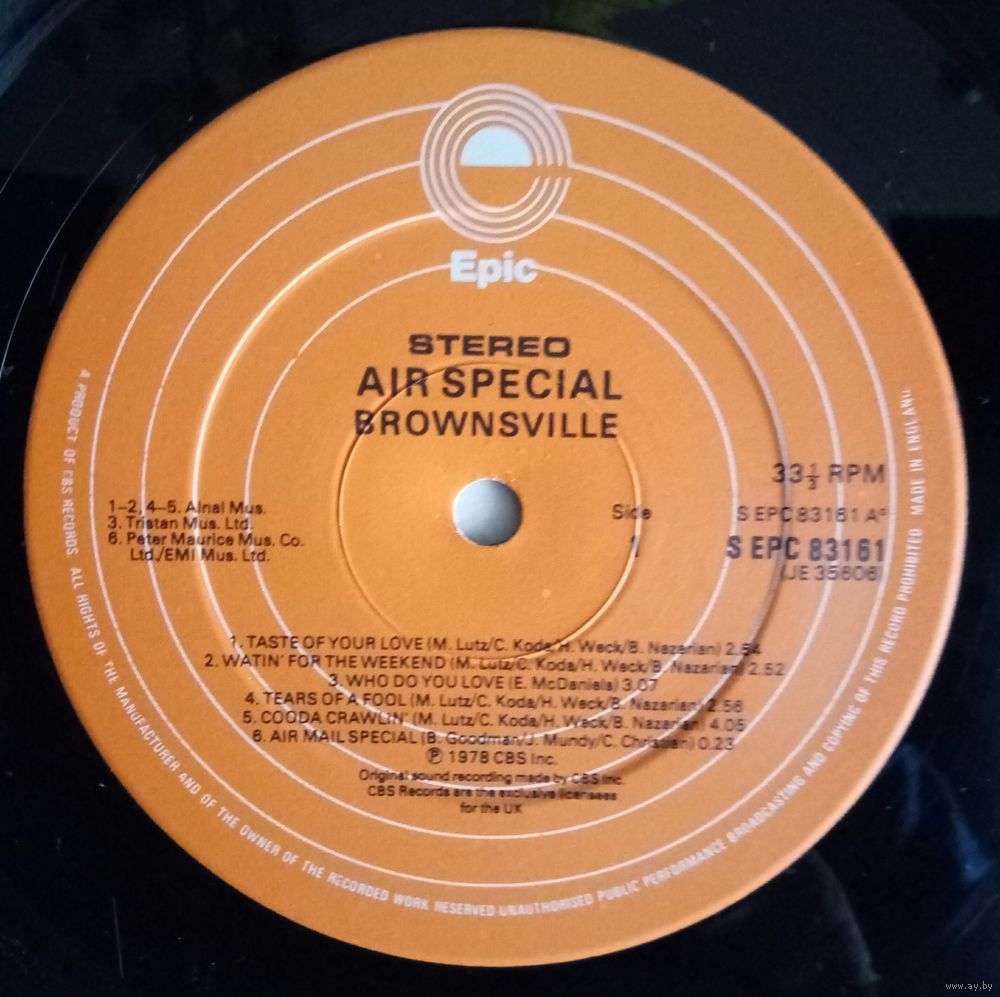 Epic
STEREO
AIR SPECIAL
BROWNSVILLE
33⅓ RPM
1-2, 4-5. Alnal Mus.
3. Tristan Mus. Ltd.
6. Peter Maurice Mus. Co.
Ltd./EMI Mus. Ltd.
Side
1
S EPC 83161 A°
S EPC 83161
(JE 35606)
1. TASTE OF YOUR LOVE (M. Lutz/C. Koda/H. Weck/B. Nazarian) 2.54
2. WATIN' FOR THE WEEKEND (M. Lutz/C. Koda/H. Weck/B. Nazarian) 2.52
3. WHO DO YOU LOVE (E. McDaniels) 3.07
4. TEARS OF A FOOL (M. Lutz/C. Koda/H. Weck/B. Nazarian) 2.56
5. COODA CRAWLIN' (M. Lutz/C. Koda/H. Weck/B. Nazarian) 4.05
6. AIR MAIL SPECIAL (B. Goodman/J. Mundy/C. Christian) 0.23
℗ 1978 CBS Inc.
Original sound recording made by CBS Inc.
CBS Records are the exclusive licensees
for the UK
A PRODUCT OF CBS RECORDS. ALL RIGHTS OF THE MANUFACTURER AND OF THE OWNER OF THE RECORDED WORK RESERVED·UNAUTHORISED PUBLIC PERFORMANCE BROADCASTING AND COPYING OF THIS RECORD PROHIBITED MADE IN ENGLAND
www.ay.by